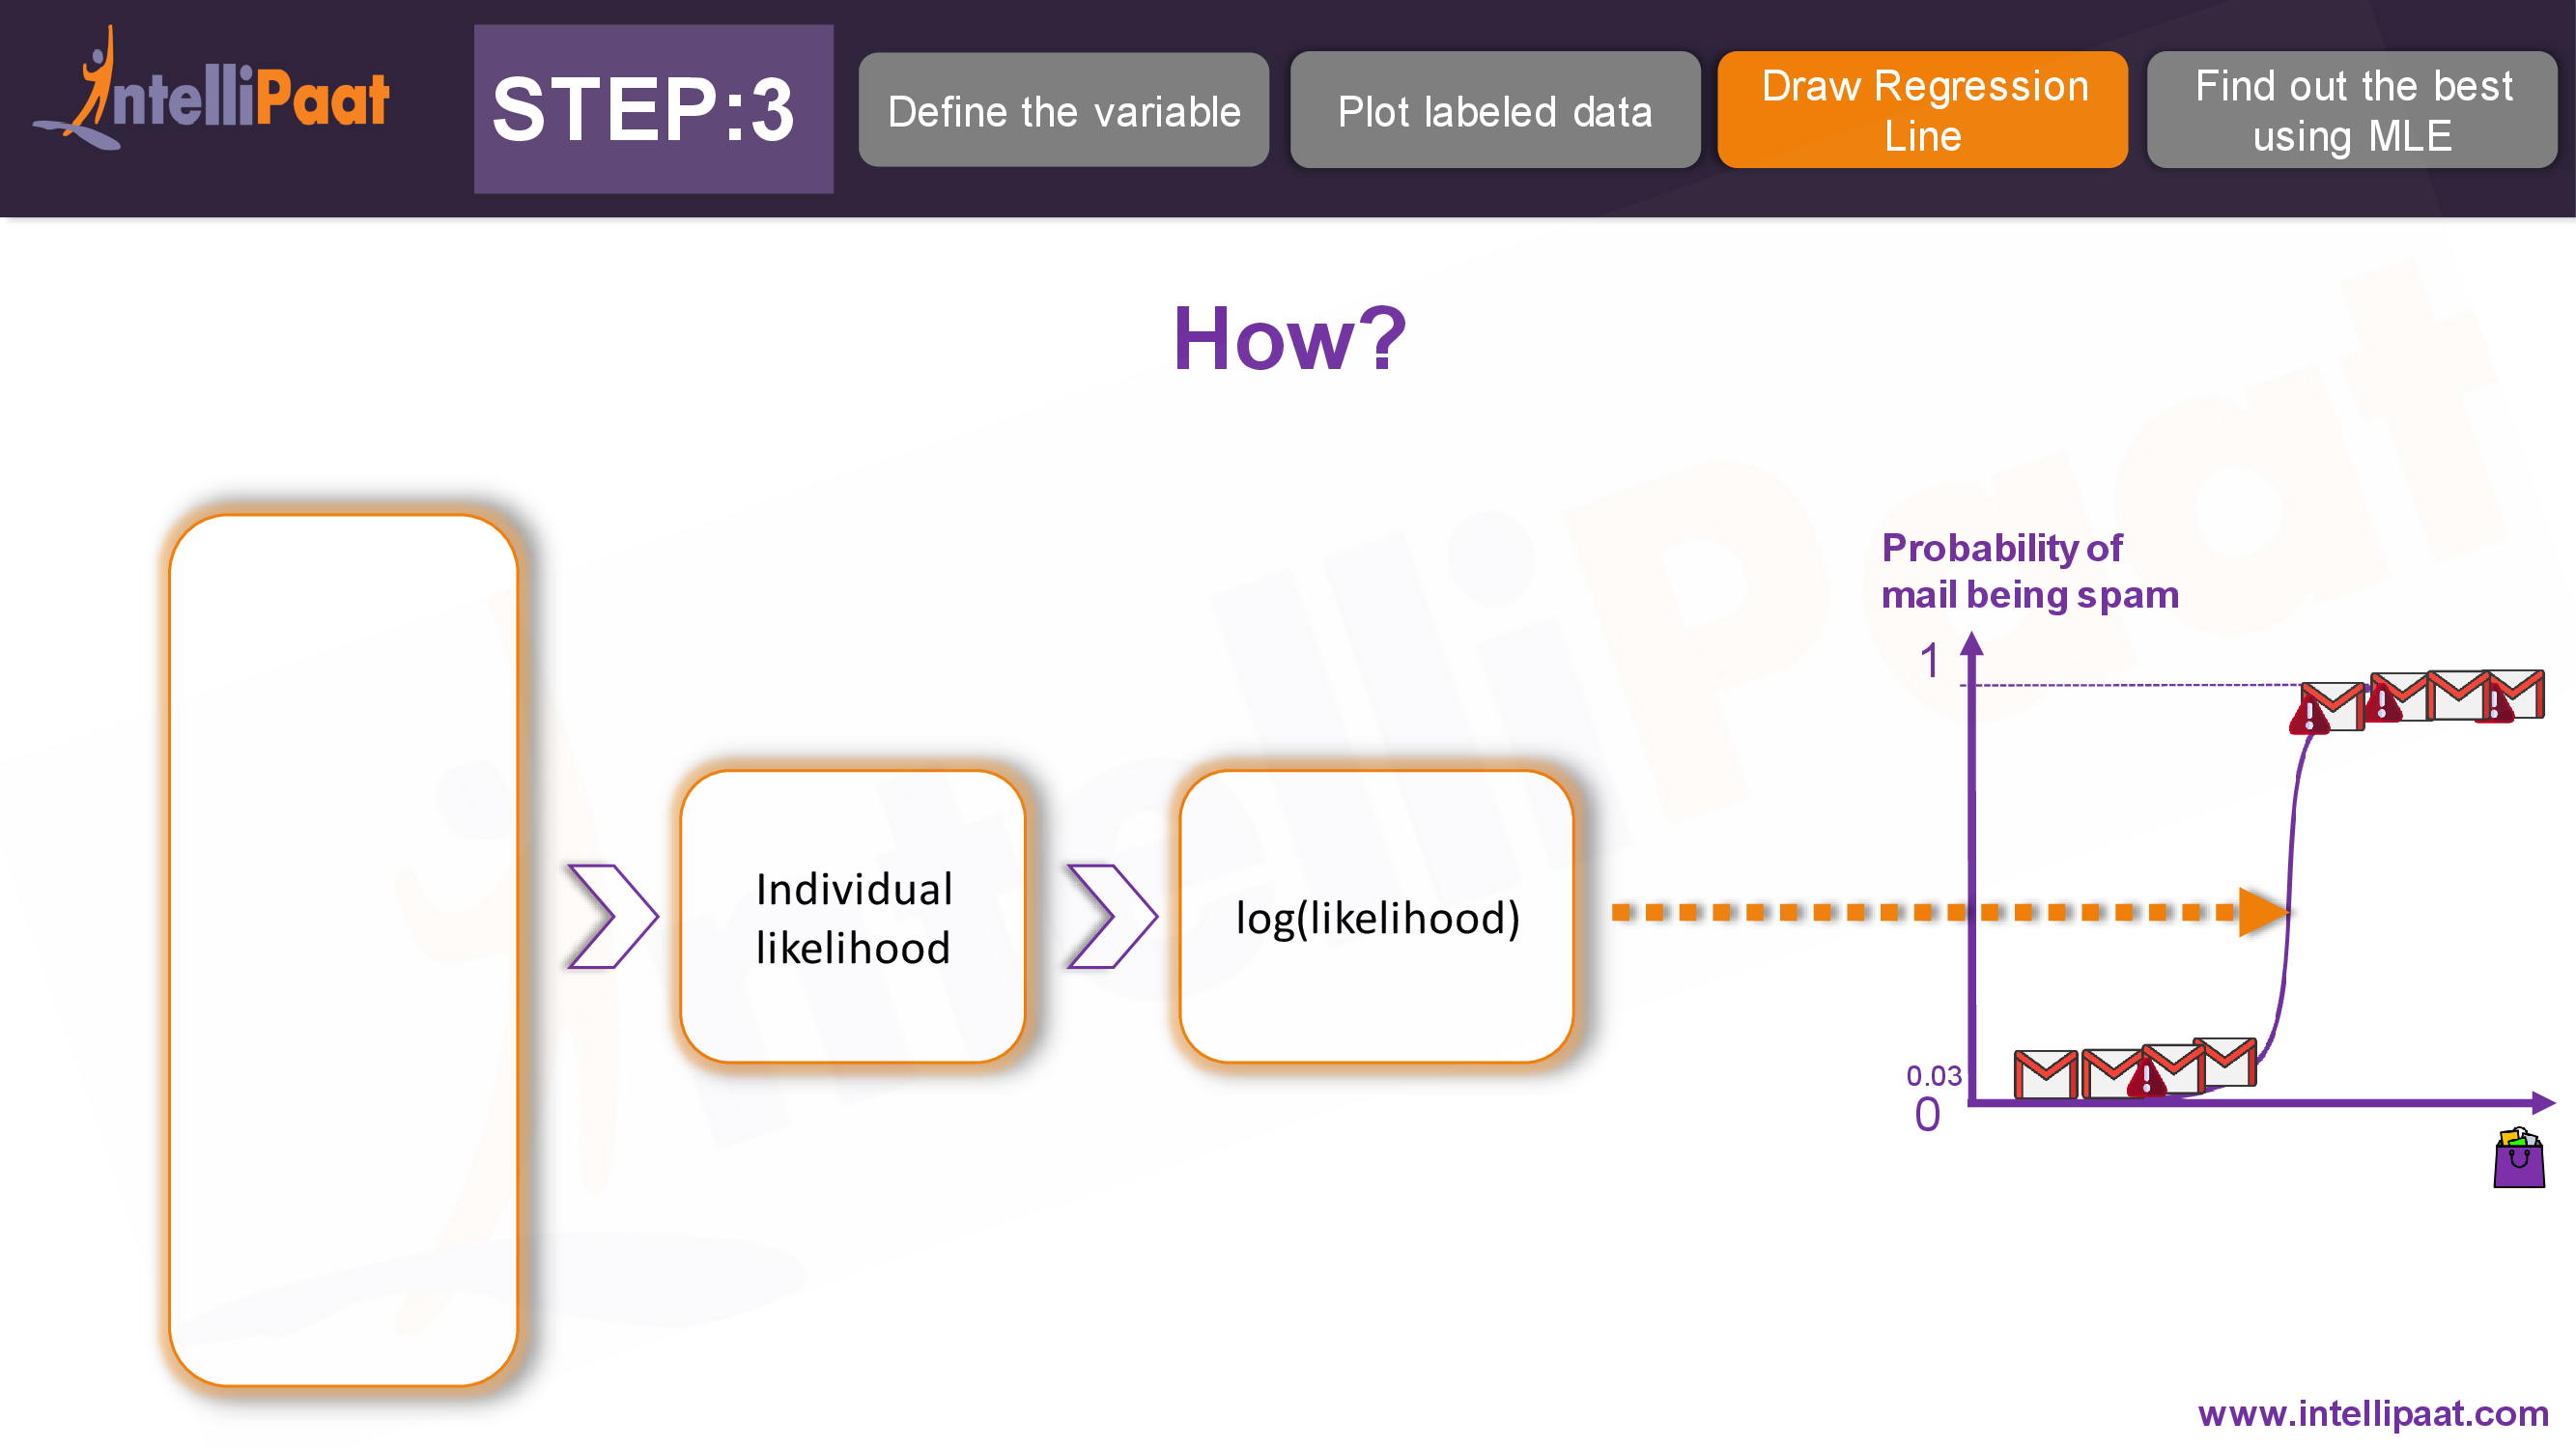 IntelliPaat
STEP:3
Define the variable
Plot labeled data
Draw Regression
Line
Find out the best
using MLE
How?
Individual
likelihood
log(likelihood)
Probability of
mail being spam
1
0.03
0
www.intellipaat.com